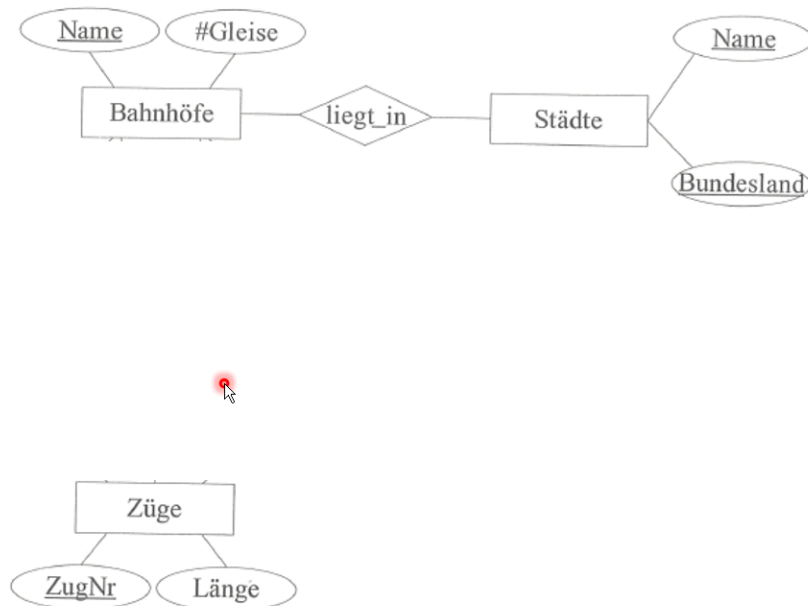 Name
#Gleise
Name
Bahnhöfe
liegt_in
Städte
Bundesland
Züge
ZugNr
Länge